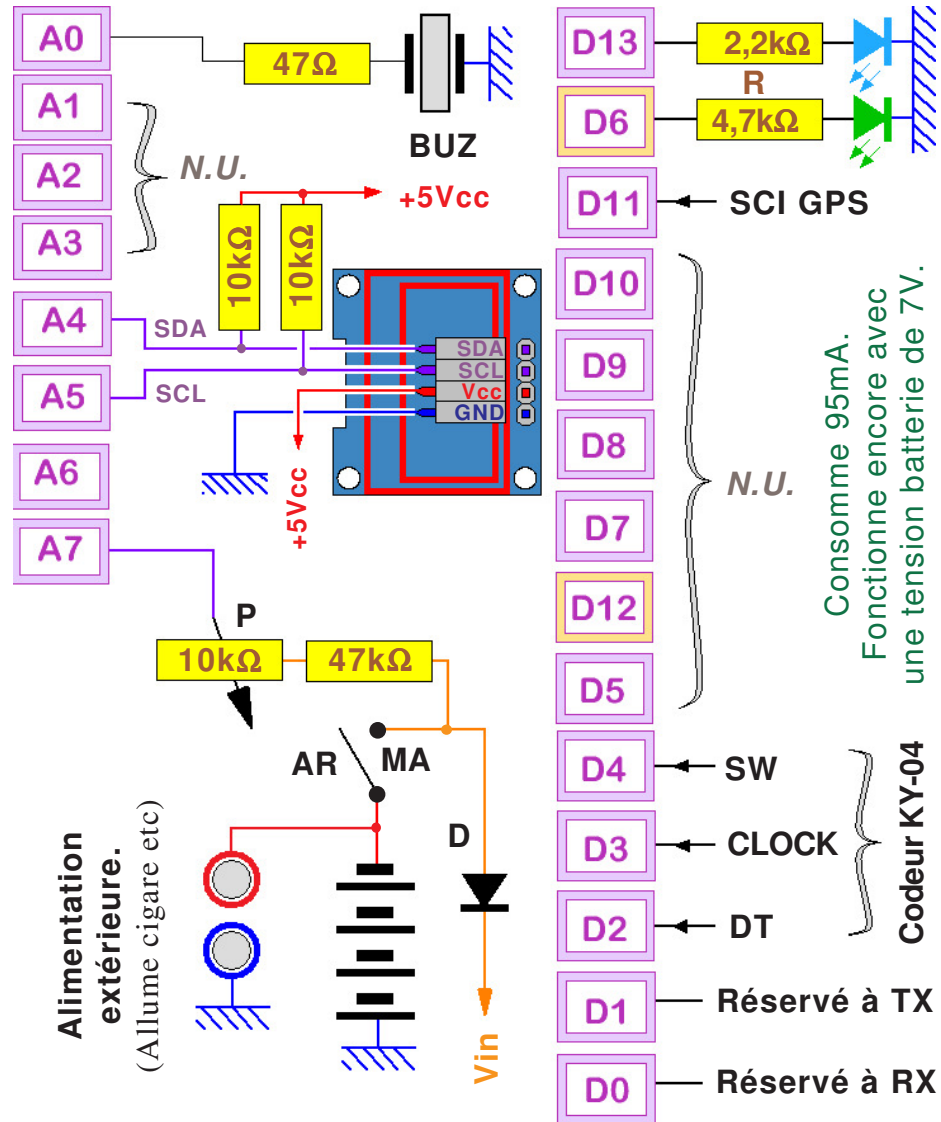 A0
47Ω
BUZ
A1
A2
A3
N.U.
+5Vcc
10kΩ
10kΩ
A4
SDA
A5
SCL
SDA
SCL
Vcc
GND
+5Vcc
A6
A7
P
10kΩ
47kΩ
AR
MA
D
Vin
Alimentation
extérieure.
(Allume cigare etc)
D13
2,2kΩ
R
D6
4,7kΩ
D11
SCI GPS
D10
D9
D8
D7
D12
D5
N.U.
Consomme 95mA.
Fonctionne encore avec
une tension batterie de 7V.
D4
SW
D3
CLOCK
D2
DT
Codeur KY-04
D1
Réservé à TX
D0
Réservé à RX